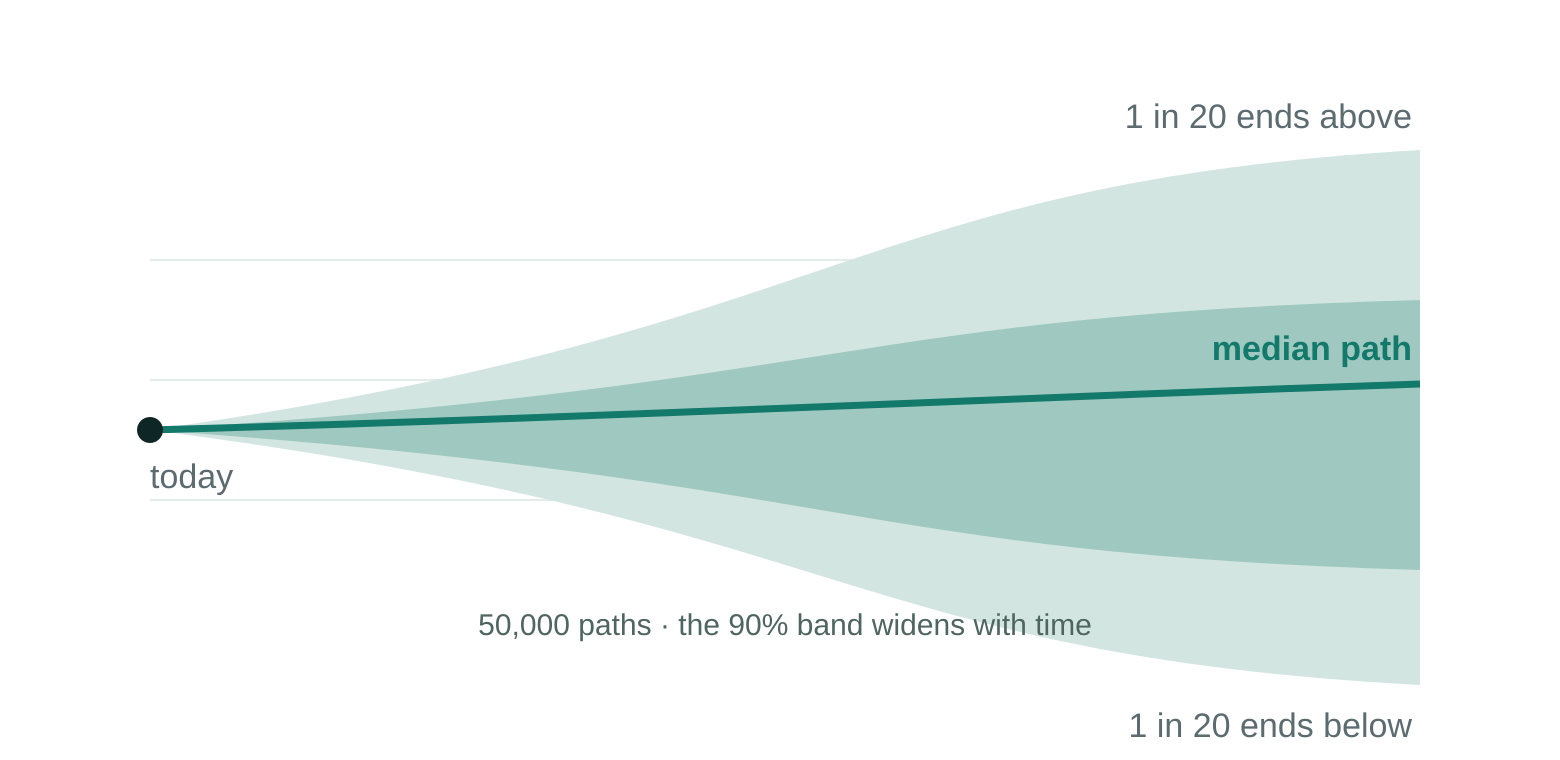 1 in 20 ends above
median path
today
50,000 paths · the 90% band widens with time
1 in 20 ends below